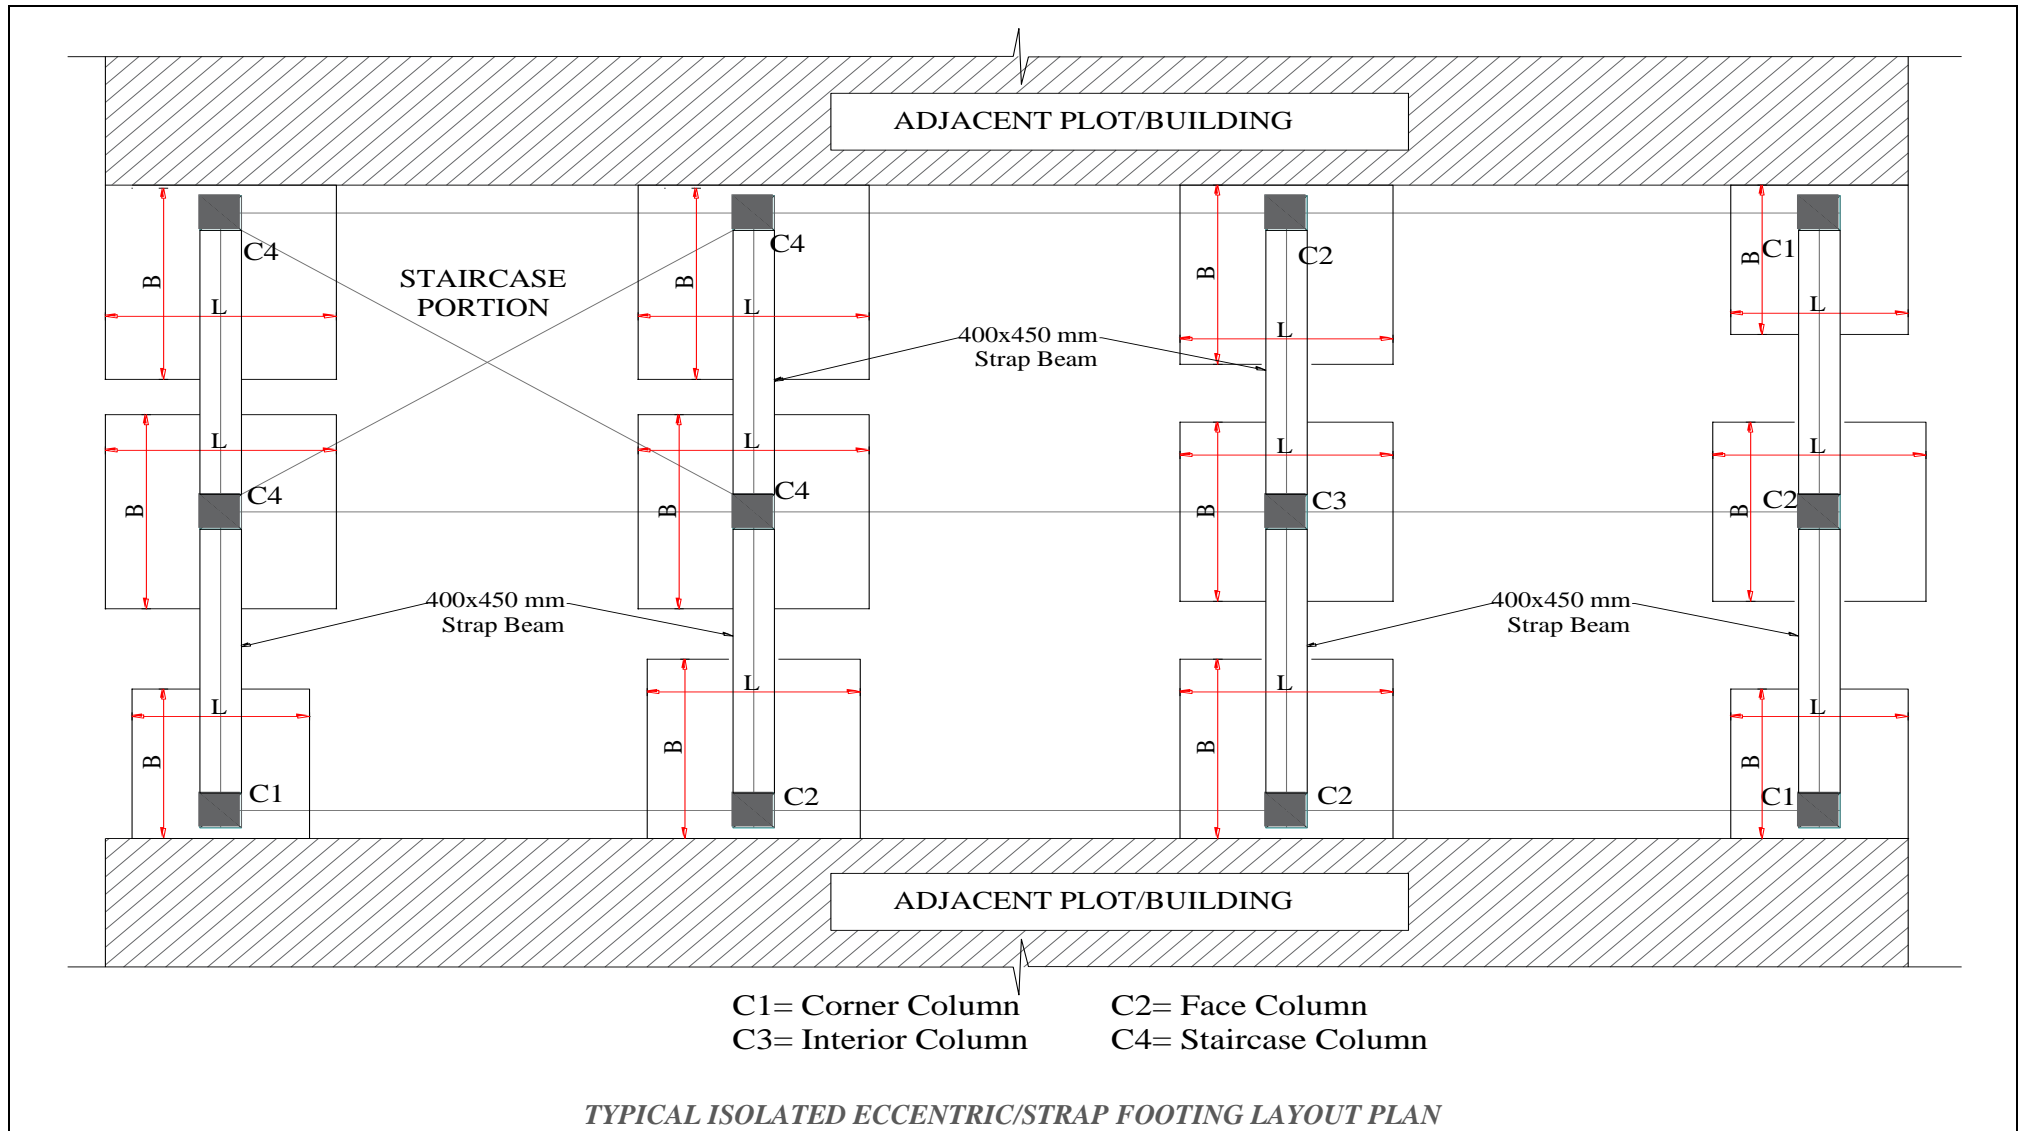 ADJACENT PLOT/BUILDING
C4
C4
C2
C1
B
B
B
B
STAIRCASE
PORTION
L
L
L
L
400x450 mm
Strap Beam
L
L
L
L
C4
C4
C3
C2
B
B
B
B
400x450 mm
Strap Beam
400x450 mm
Strap Beam
L
L
L
L
B
B
B
B
C1
C2
C2
C1
ADJACENT PLOT/BUILDING
C1= Corner Column
C2= Face Column
C3= Interior Column
C4= Staircase Column
TYPICAL ISOLATED ECCENTRIC/STRAP FOOTING LAYOUT PLAN